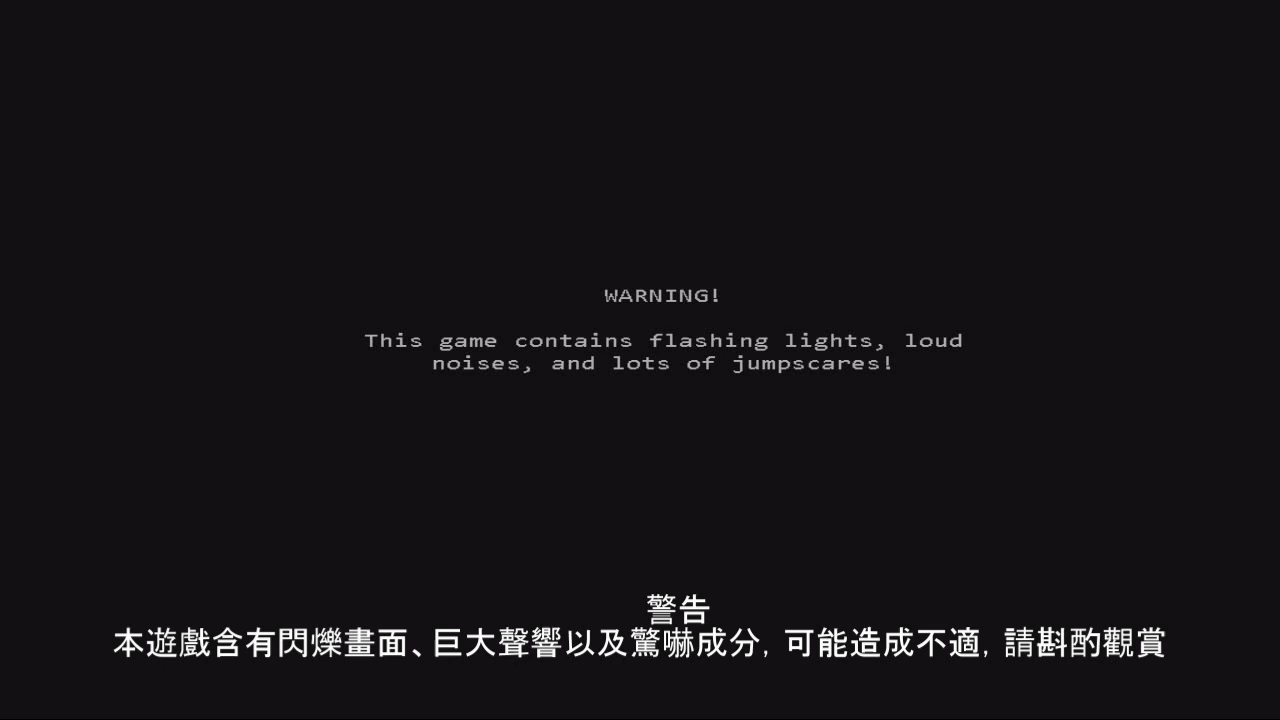 WARNING!
This game contains flashing lights, loud
noises, and lots of jumpscares!
警告
本遊戲含有閃爍畫面、巨大聲響以及驚嚇成分, 可能造成不適, 請斟酌觀賞